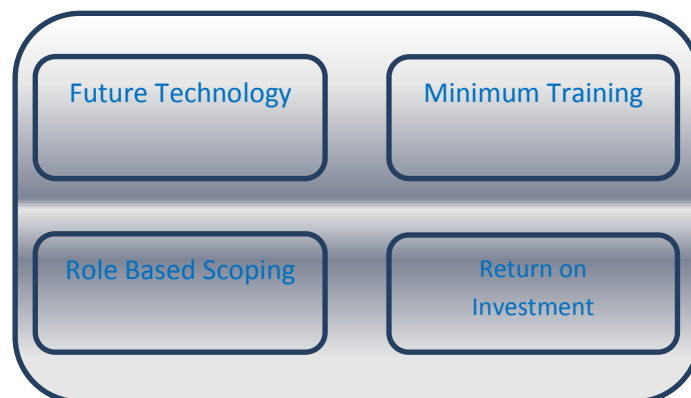 Future Technology
Minimum Training
Role Based Scoping
Return on
Investment